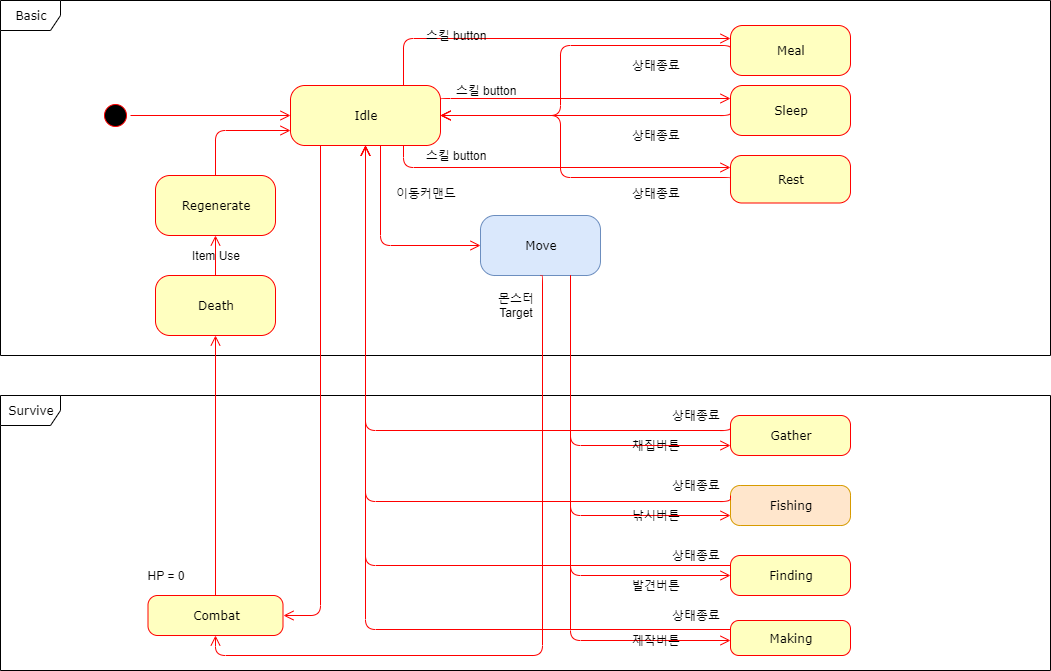 Basic
스킬 button
Meal
상태종료
스킬 button
Idle
Sleep
상태종료
스킬 button
Rest
이동커맨드
상태종료
Regenerate
Move
Item Use
Death
몬스터
Target
Survive
상태종료
Gather
채집버튼
상태종료
Fishing
낚시버튼
상태종료
HP = 0
Finding
발견버튼
Combat
상태종료
Making
제작버튼